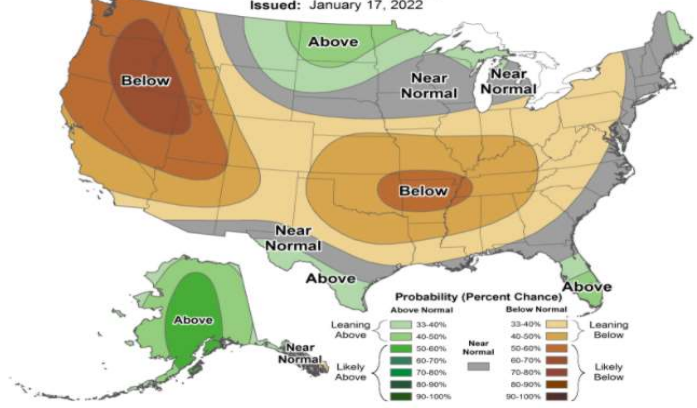 Issued: January 17, 2022
Above
Below
Near
Normal
Near
Normal
Below
Near
Normal
Above
Above
Above
Near
Normal
Probability (Percent Chance)
Above Normal
Below Normal
Leaning
Above
33-40%
40-50%
Likely
Above
50-60%
60-70%
70-80%
80-90%
90-100%
Near
Normal
33-40%
40-50%
Leaning
Below
50-60%
60-70%
70-80%
80-90%
90-100%
Likely
Below